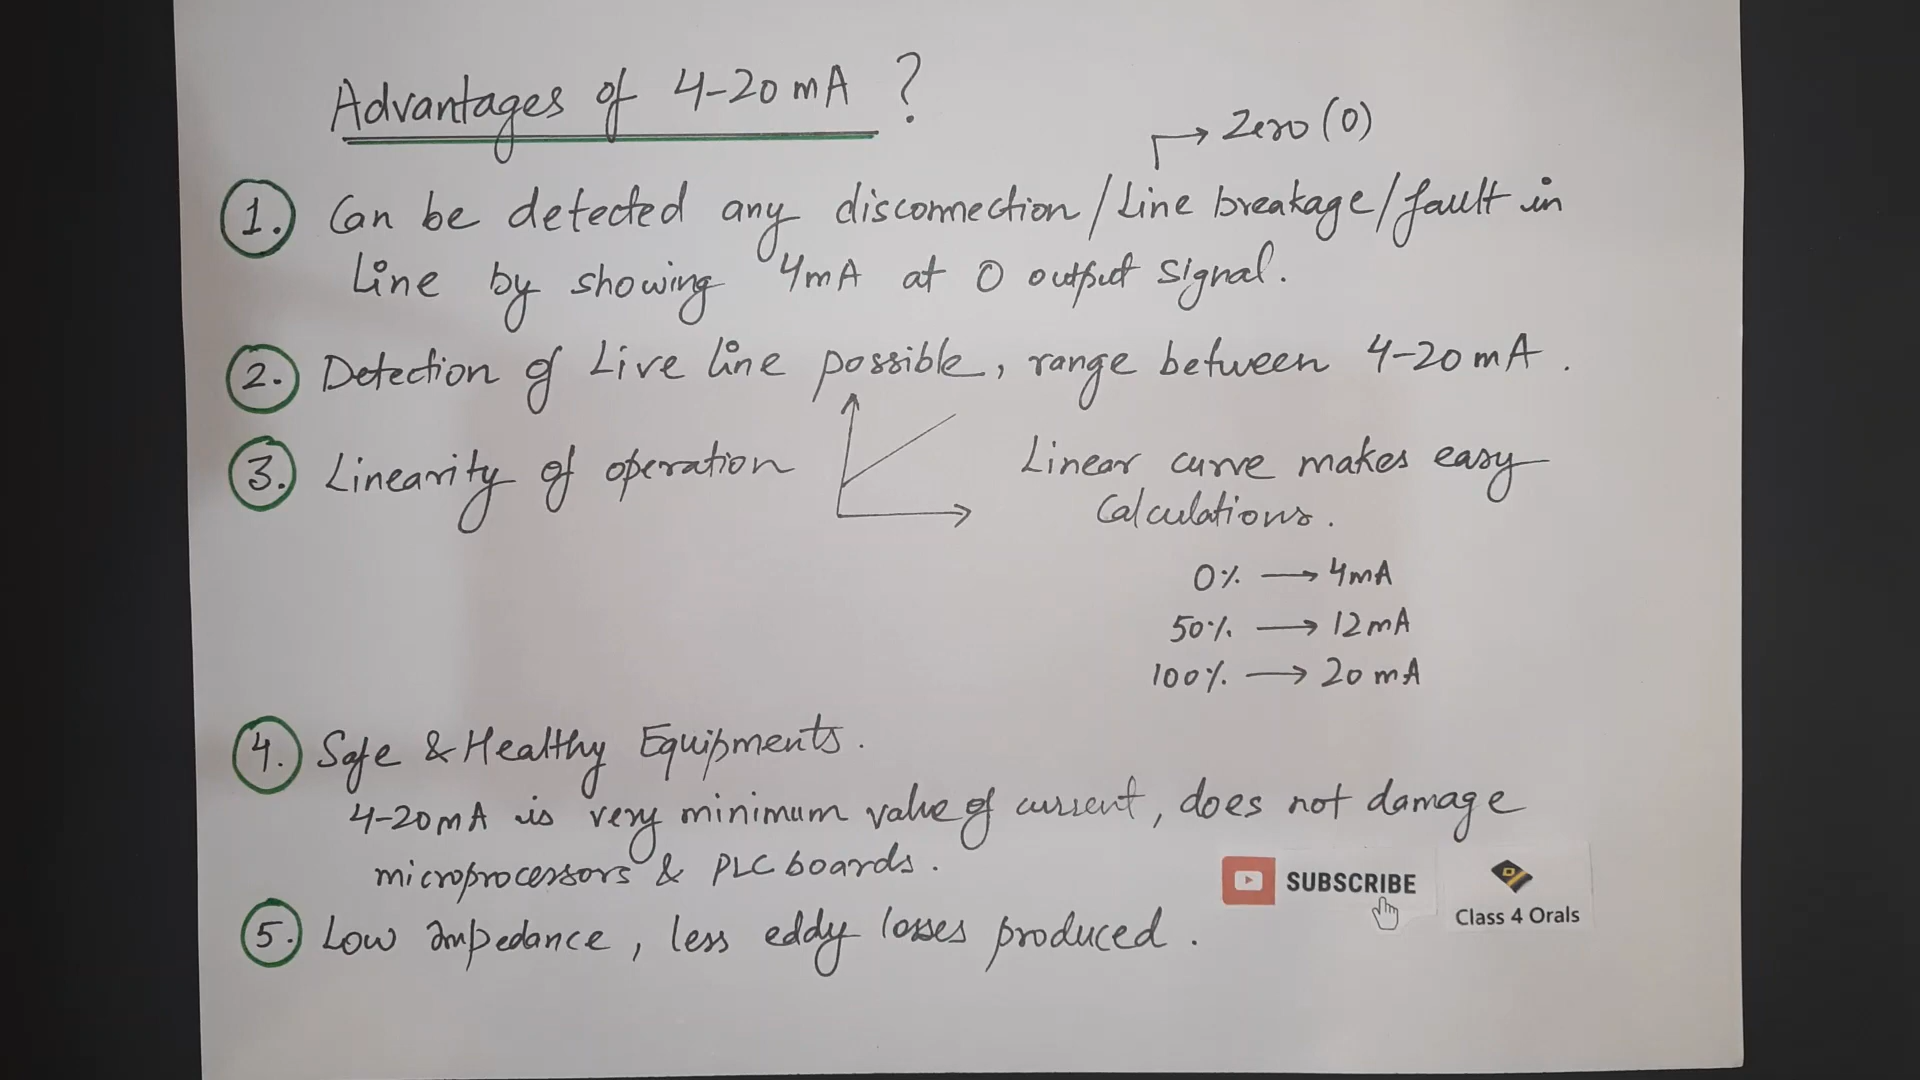 Advantages of 4-20 mA ?
→ Zero (0)
1. Can be detected any disconnection / Line breakage / fault in
Line by showing 4mA at 0 output signal.
2. Detection of Live line possible, range between 4-20 mA.
3. Linearity of operation
Linear curve makes easy
Calculations.
0% → 4mA
50% → 12mA
100% → 20 mA
4. Safe & Healthy Equipments.
4-20mA is very minimum value of current, does not damage
microprocessors & PLC boards.
SUBSCRIBE
Class 4 Orals
5. Low Impedance, less eddy losses produced.